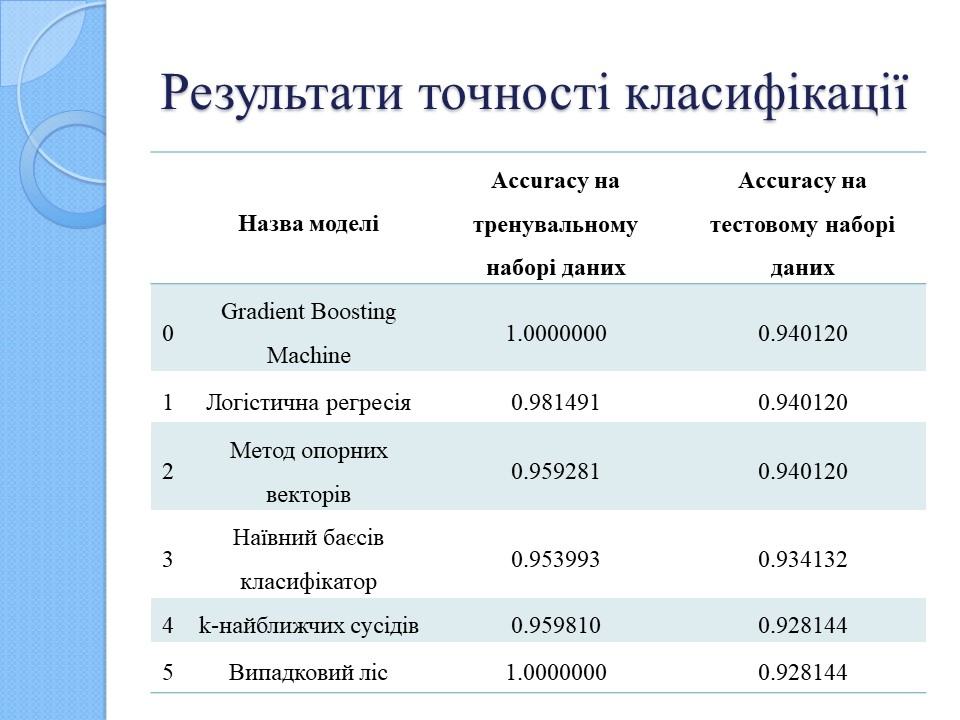 Результати точності класифікації
Назва моделі
Accuracy на
тренувальному
наборі даних
Accuracy на
тестовому наборі
даних
0
Gradient Boosting
Machine
1.0000000
0.940120
1 Логістична регресія 0.981491 0.940120
2
Метод опорних
векторів
0.959281
0.940120
3
Наївний баєсів
класифікатор
0.953993
0.934132
4 k-найближчих сусідів 0.959810 0.928144
5 Випадковий ліс 1.0000000 0.928144